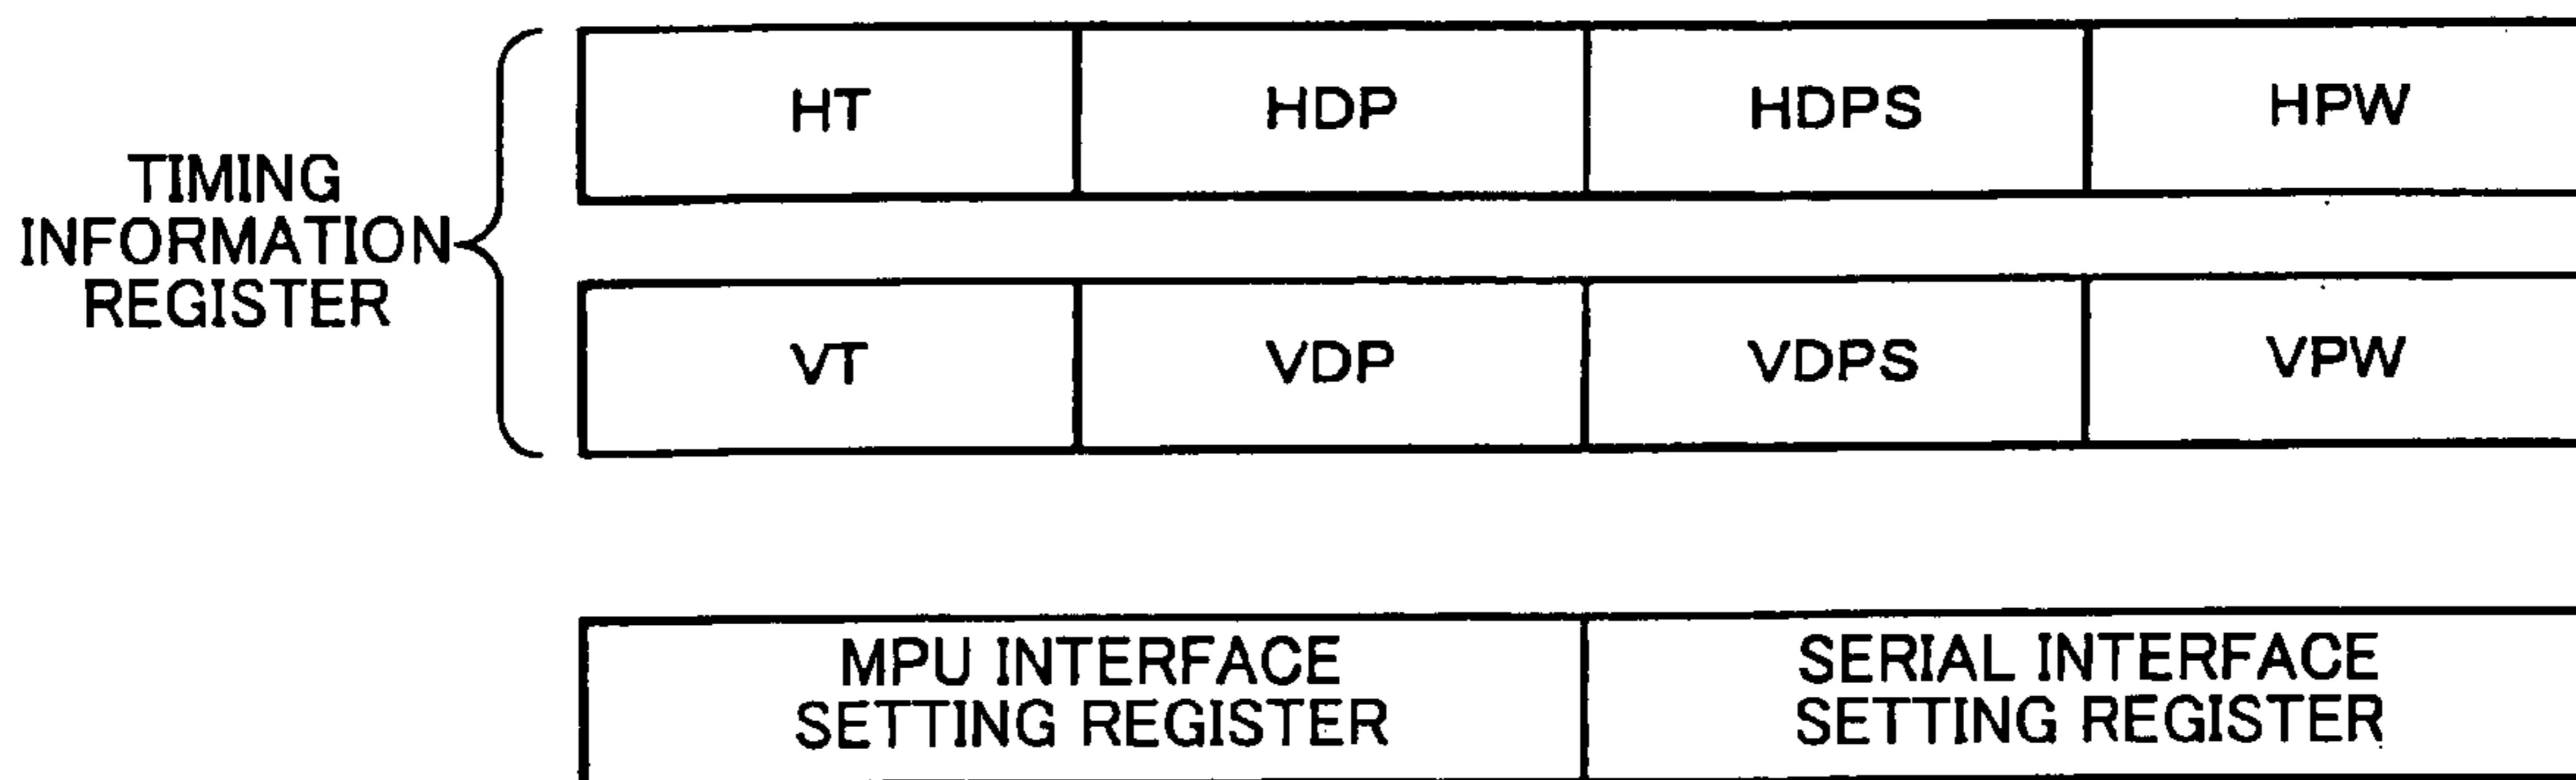 HT HDP HDPS HPW
TIMING
INFORMATION
REGISTER
VT VDP VDPS VPW
MPU INTERFACE
SETTING REGISTER
SERIAL INTERFACE
SETTING REGISTER